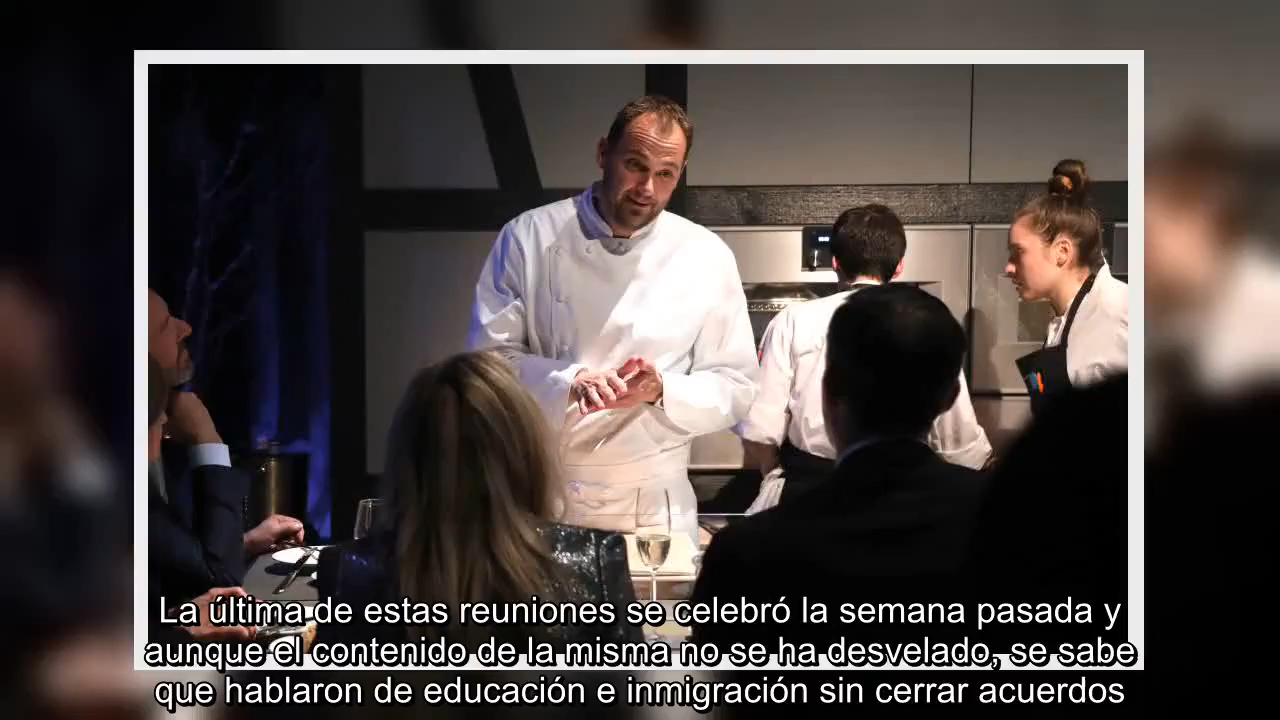 La última de estas reuniones se celebró la semana pasada y
aunque el contenido de la misma no se ha desvelado, se sabe
que hablaron de educación e inmigración sin cerrar acuerdos